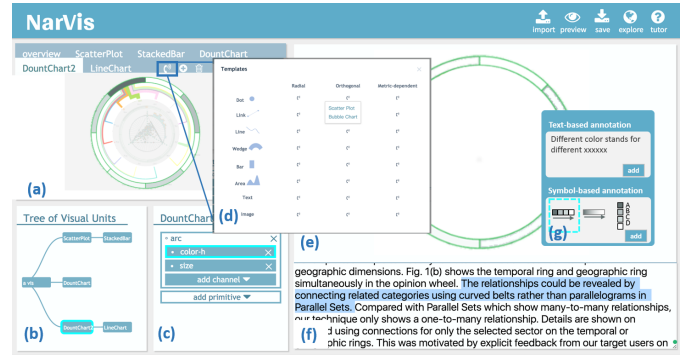 NarVis
import preview save explore tutor
overview ScatterPlot StackedBar DountChart
DountChart2 LineChart
Templates
Radial Orthogonal Metric-dependent
Dot
Link
Line
Wedge
Bar
Area
Text
Image
Scatter Plot
Bubble Chart
(a)
(d)
Text-based annotation
Different color stands for
different xxxxxx
add
Symbol-based annotation
A
B
C
D
add
(g)
(e)
Tree of Visual Units
ScatterPlot StackedBar
a vis DountChart
DountChart2 LineChart
(b)
DountChart
arc
color-h
size
add channel
add primitive
(c)
geographic dimensions. Fig. 1(b) shows the temporal ring and geographic ring
simultaneously in the opinion wheel. The relationships could be revealed by
connecting related categories using curved belts rather than parallelograms in
Parallel Sets. Compared with Parallel Sets which show many-to-many relationships,
our technique only shows a one-to-many relationship. Details are shown on
d using connections for only the selected sector on the temporal or
phic rings. This was motivated by explicit feedback from our target users on
(f)